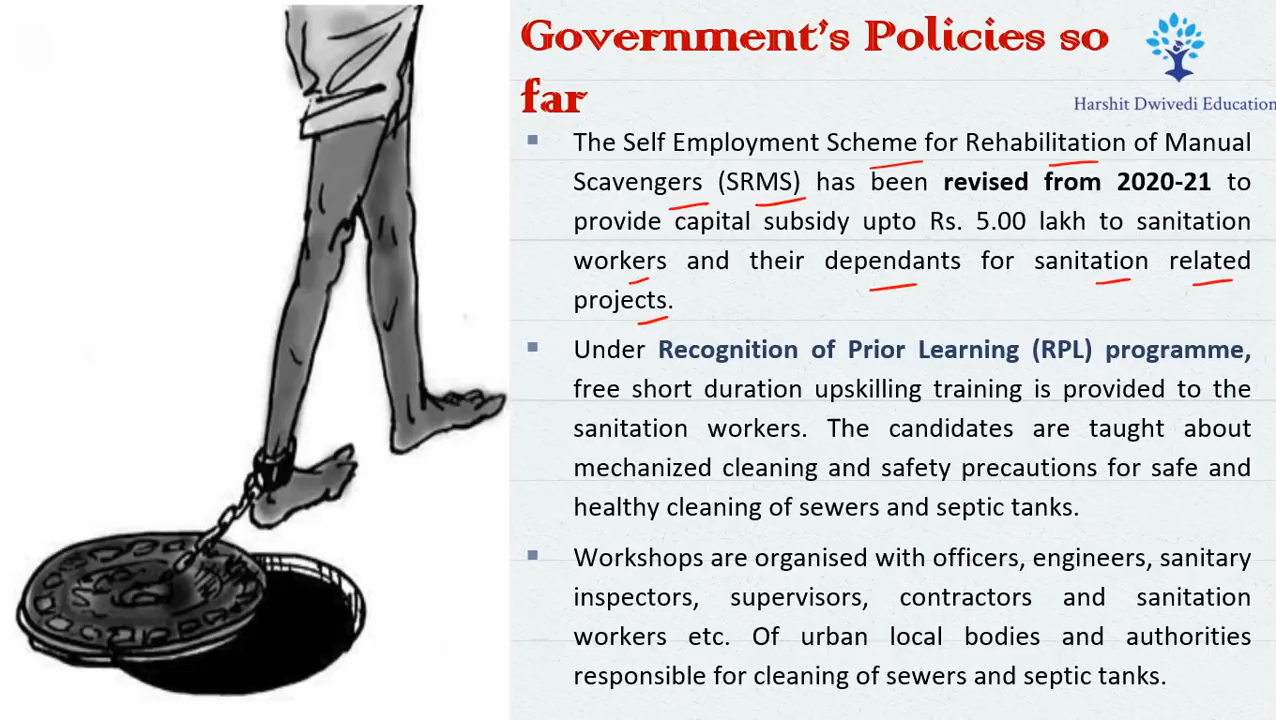 Government's Policies so
far
Harshit Dwivedi Education
The Self Employment Scheme for Rehabilitation of Manual
Scavengers (SRMS) has been revised from 2020-21 to
provide capital subsidy upto Rs. 5.00 lakh to sanitation
workers and their dependants for sanitation related
projects.
Under Recognition of Prior Learning (RPL) programme,
free short duration upskilling training is provided to the
sanitation workers. The candidates are taught about
mechanized cleaning and safety precautions for safe and
healthy cleaning of sewers and septic tanks.
Workshops are organised with officers, engineers, sanitary
inspectors, supervisors, contractors and sanitation
workers etc. Of urban local bodies and authorities
responsible for cleaning of sewers and septic tanks.